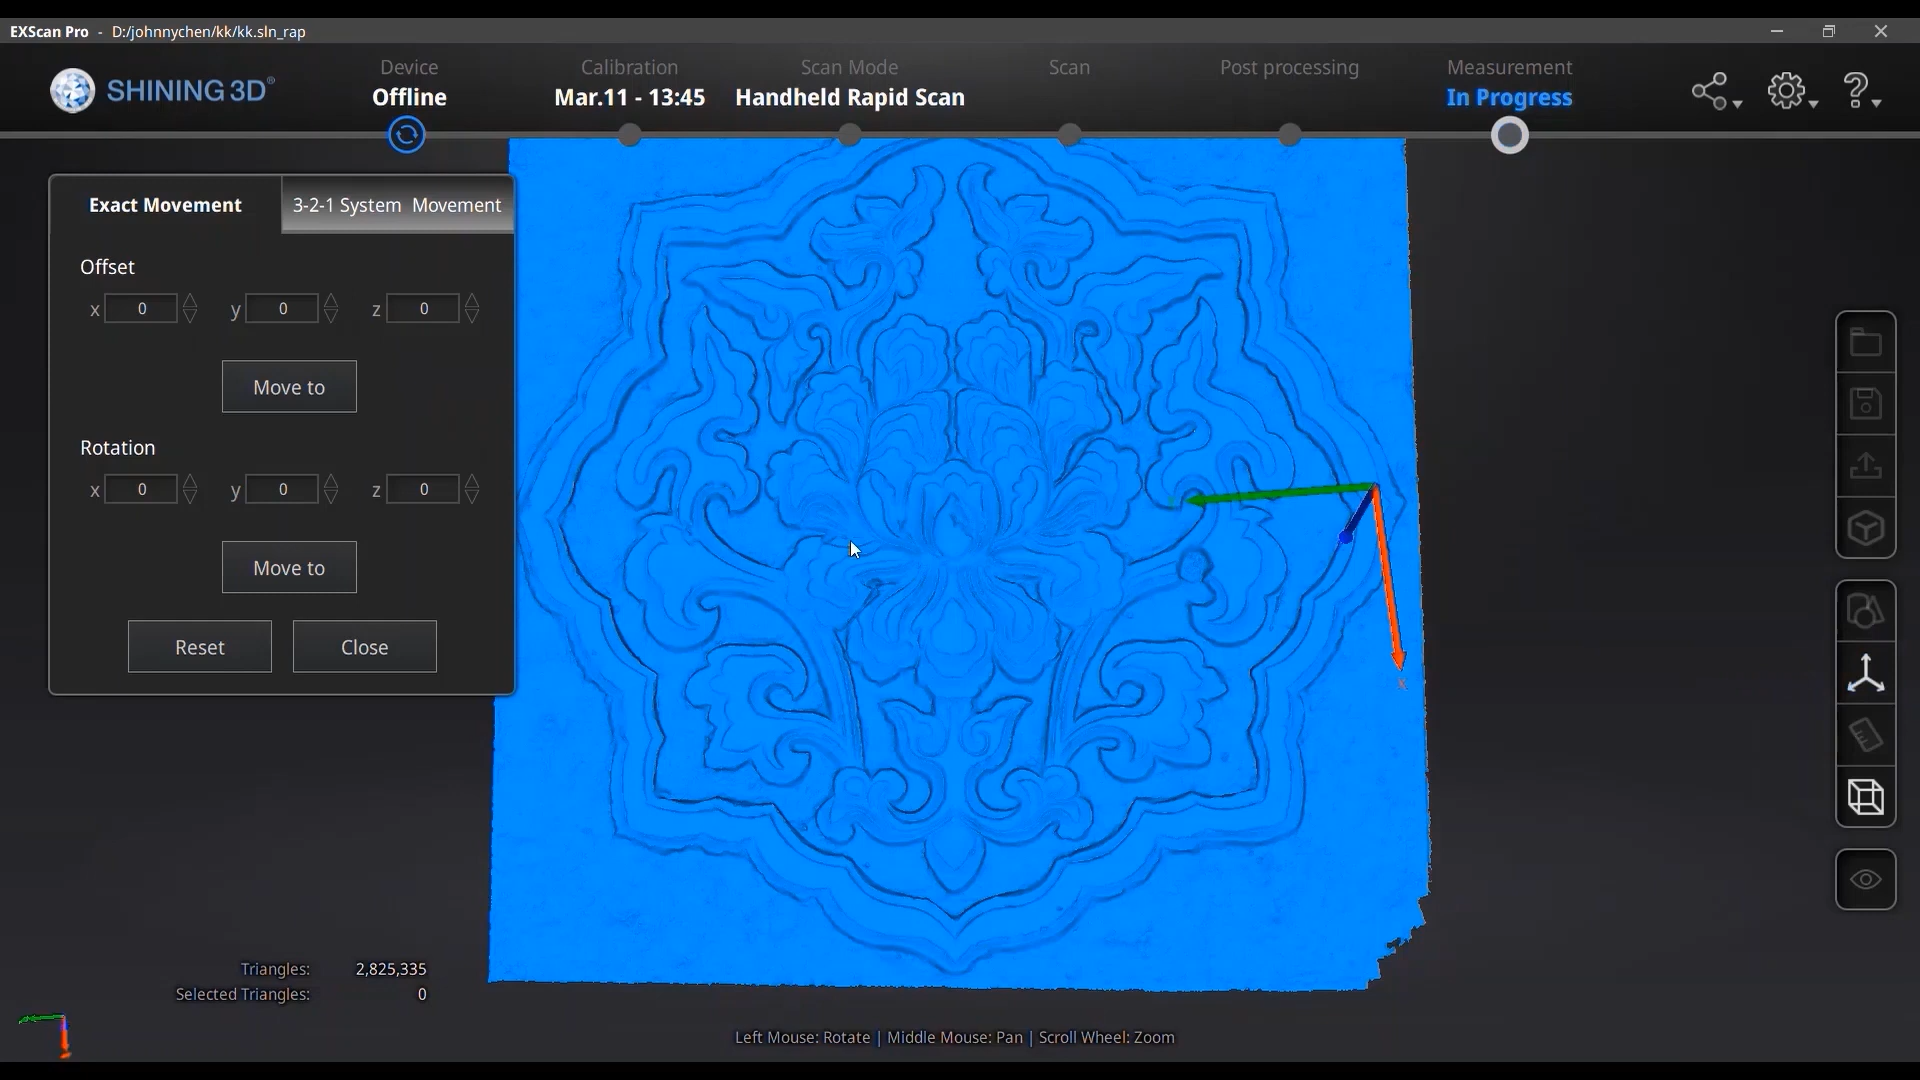 EXScan Pro - D:/johnnychen/kk/kk.sln_rap
SHINING 3D®
Device
Offline
Calibration
Mar.11 - 13:45
Scan Mode
Handheld Rapid Scan
Scan
Post processing
Measurement
In Progress
?
Exact Movement
3-2-1 System Movement
Offset
x 0 y 0 z 0
Move to
Rotation
x 0 y 0 z 0
Move to
Reset Close
x
Triangles: 2,825,335
Selected Triangles: 0
Left Mouse: Rotate | Middle Mouse: Pan | Scroll Wheel: Zoom